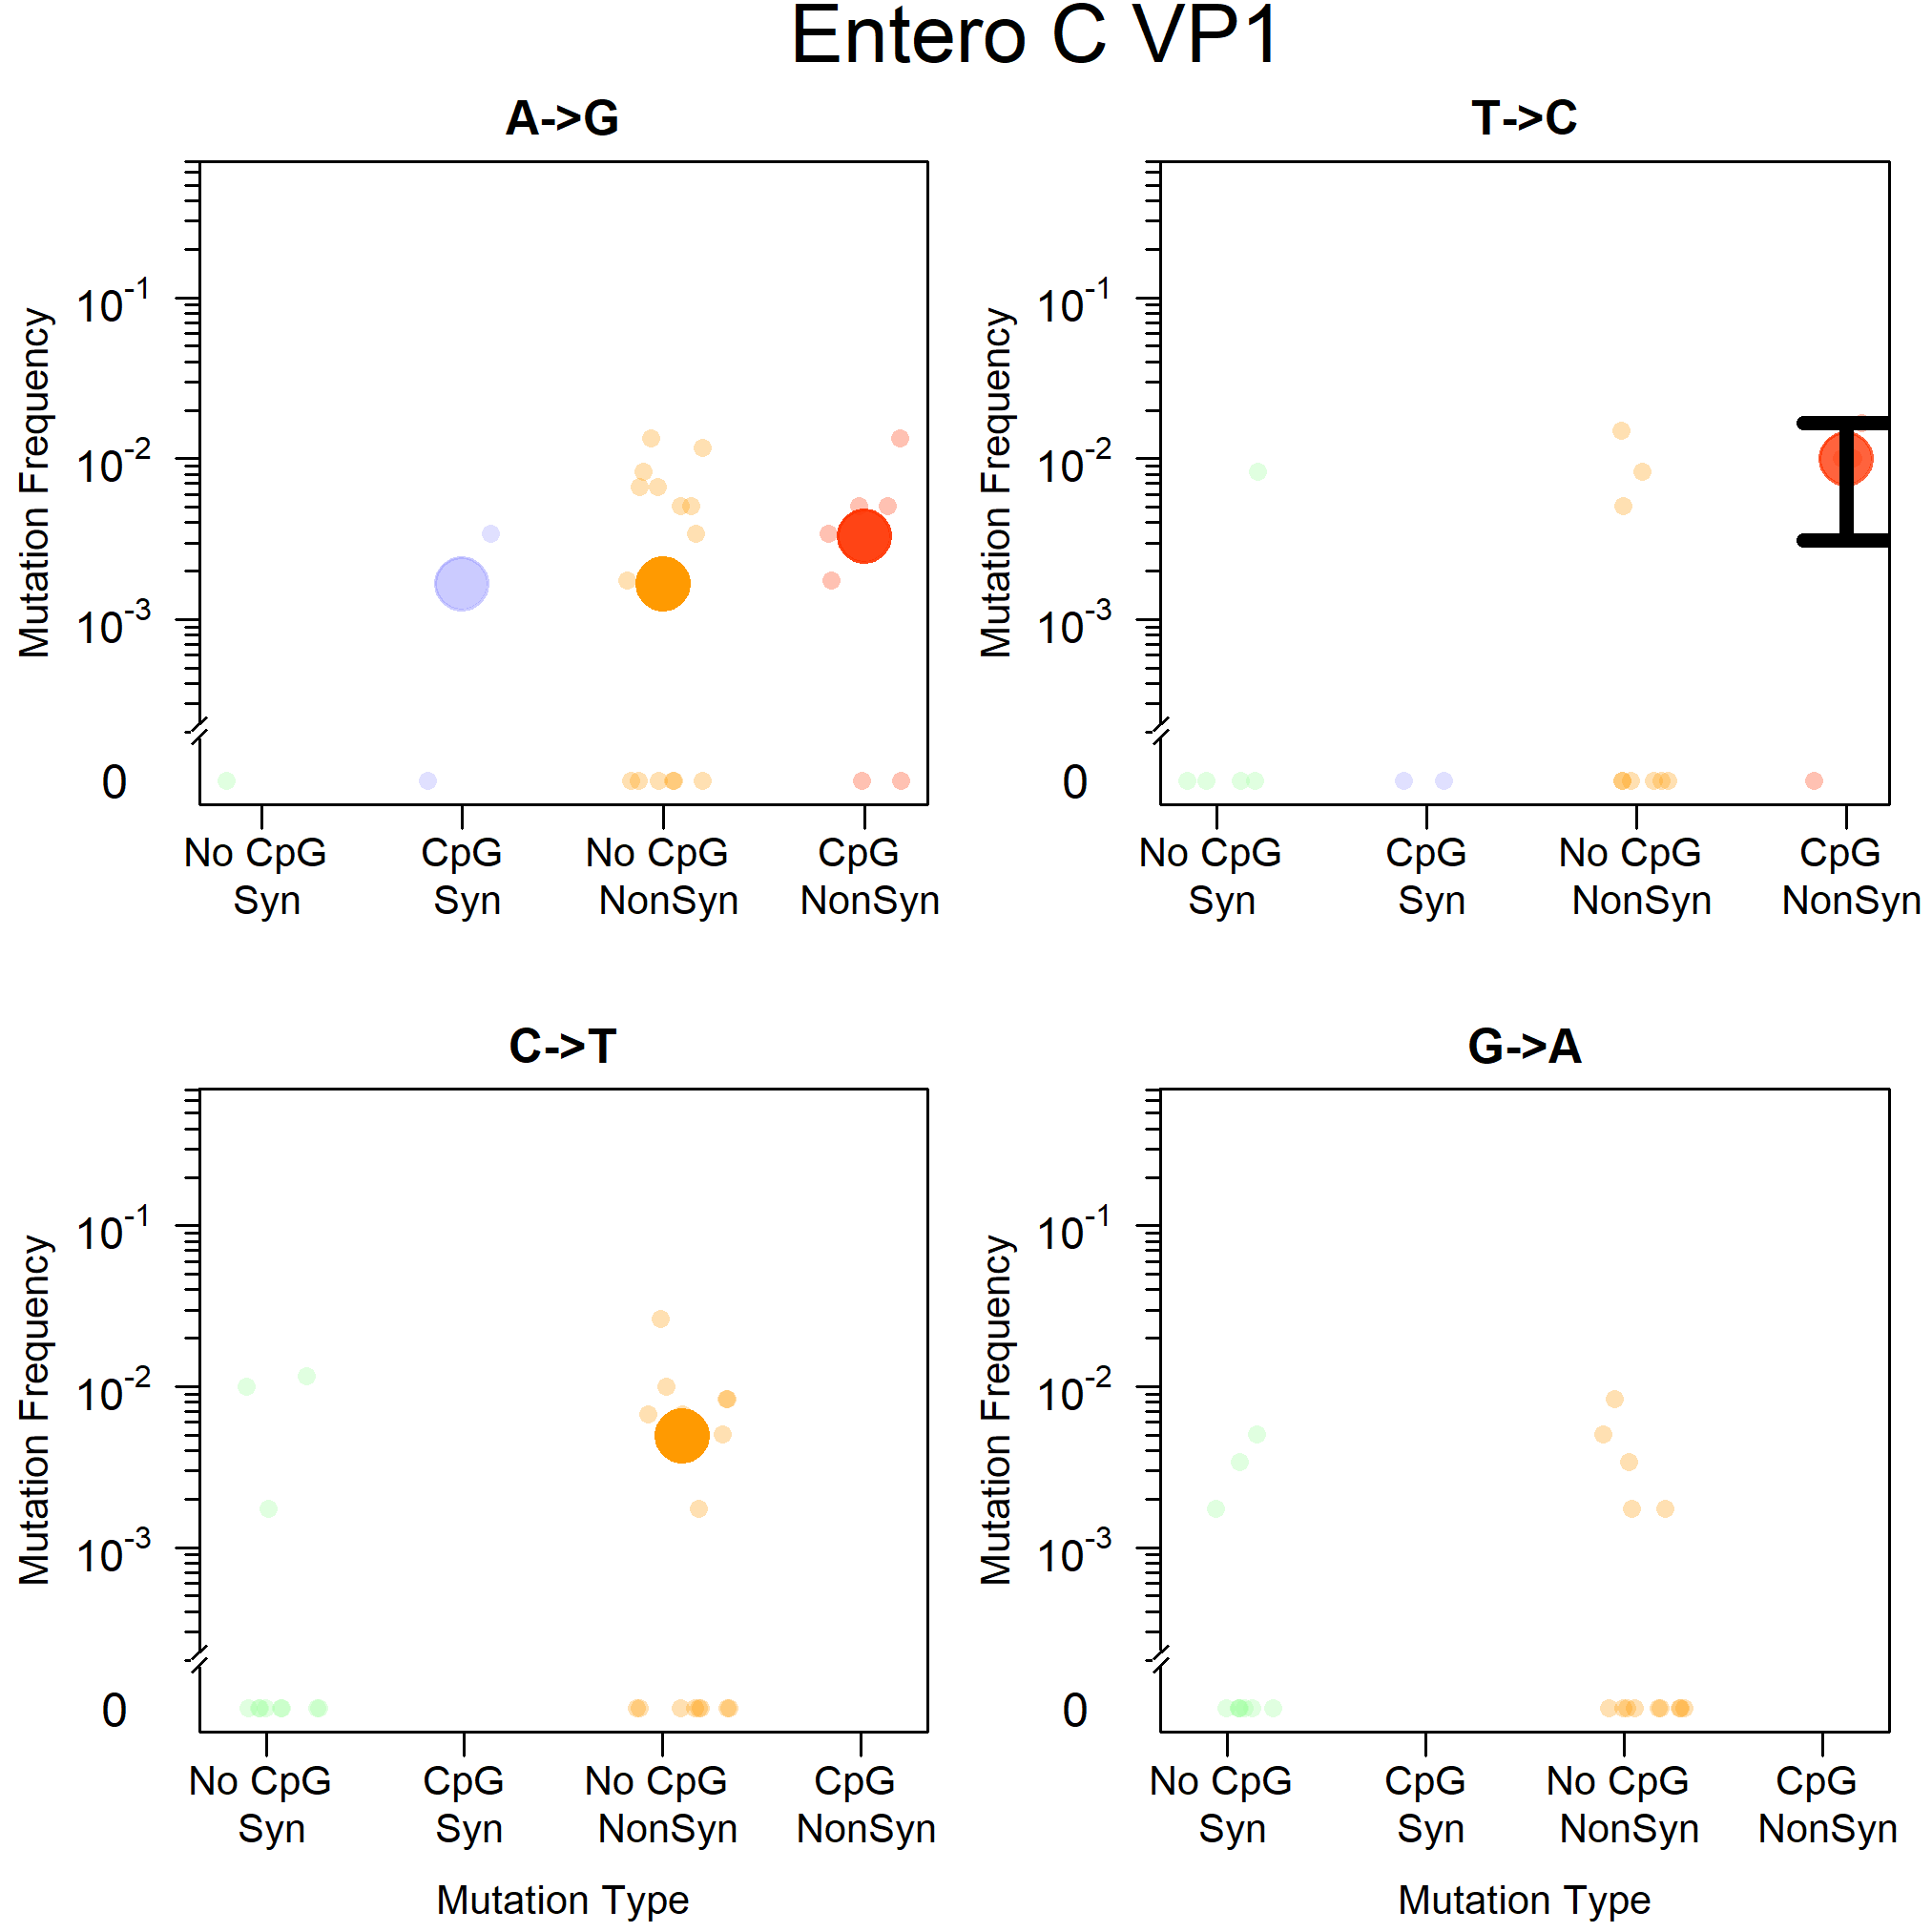 Entero C VP1
A->G
T->C
Mutation Frequency
10-1
10-2
10-3
0
No CpG Syn
CpG Syn
No CpG NonSyn
CpG NonSyn
Mutation Frequency
10-1
10-2
10-3
0
No CpG Syn
CpG Syn
No CpG NonSyn
CpG NonSyn
C->T
G->A
Mutation Frequency
10-1
10-2
10-3
0
No CpG Syn
CpG Syn
No CpG NonSyn
CpG NonSyn
Mutation Type
Mutation Frequency
10-1
10-2
10-3
0
No CpG Syn
CpG Syn
No CpG NonSyn
CpG NonSyn
Mutation Type